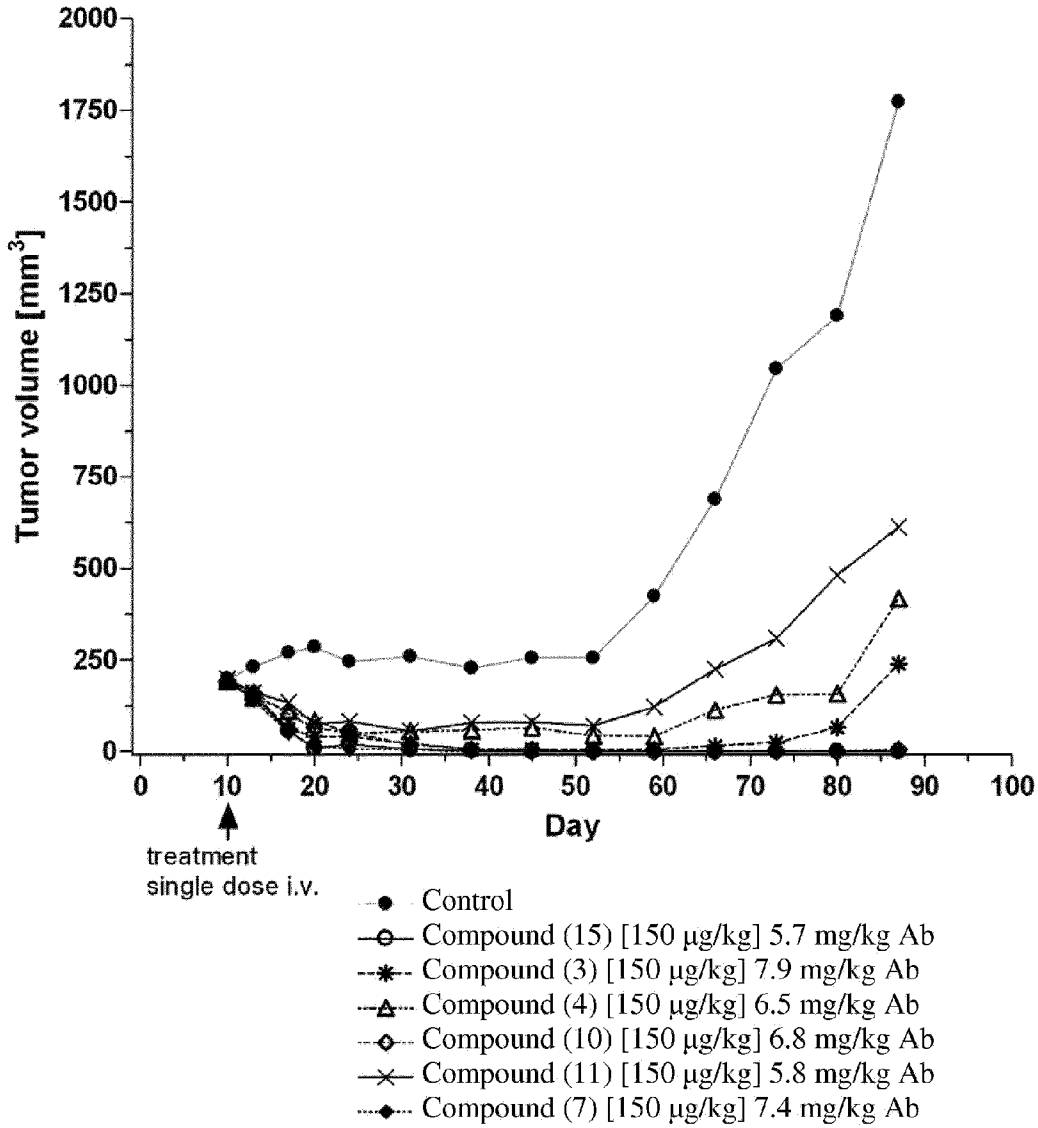 2000
1750
1500
1250
1000
750
500
250
0
Tumor volume [mm³]
0 10 20 30 40 50 60 70 80 90 100
Day
treatment
single dose i.v.
Control
Compound (15) [150 μg/kg] 5.7 mg/kg Ab
Compound (3) [150 μg/kg] 7.9 mg/kg Ab
Compound (4) [150 μg/kg] 6.5 mg/kg Ab
Compound (10) [150 μg/kg] 6.8 mg/kg Ab
Compound (11) [150 μg/kg] 5.8 mg/kg Ab
Compound (7) [150 μg/kg] 7.4 mg/kg Ab